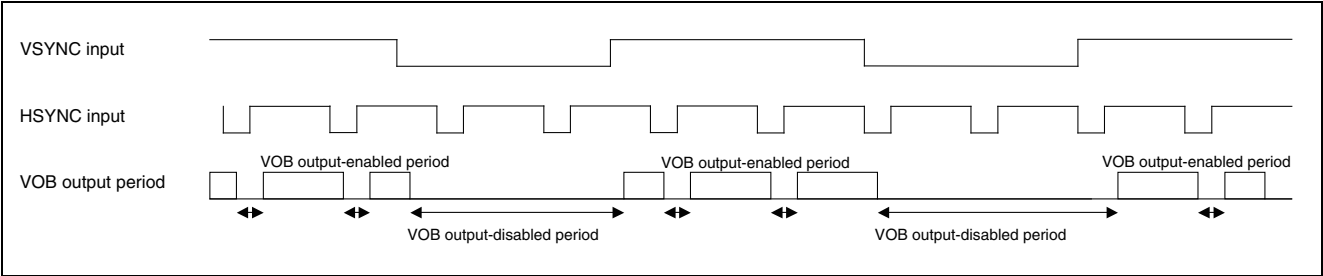 VSYNC input
HSYNC input
VOB output-enabled period
VOB output-enabled period
VOB output-enabled period
VOB output period
VOB output-disabled period
VOB output-disabled period